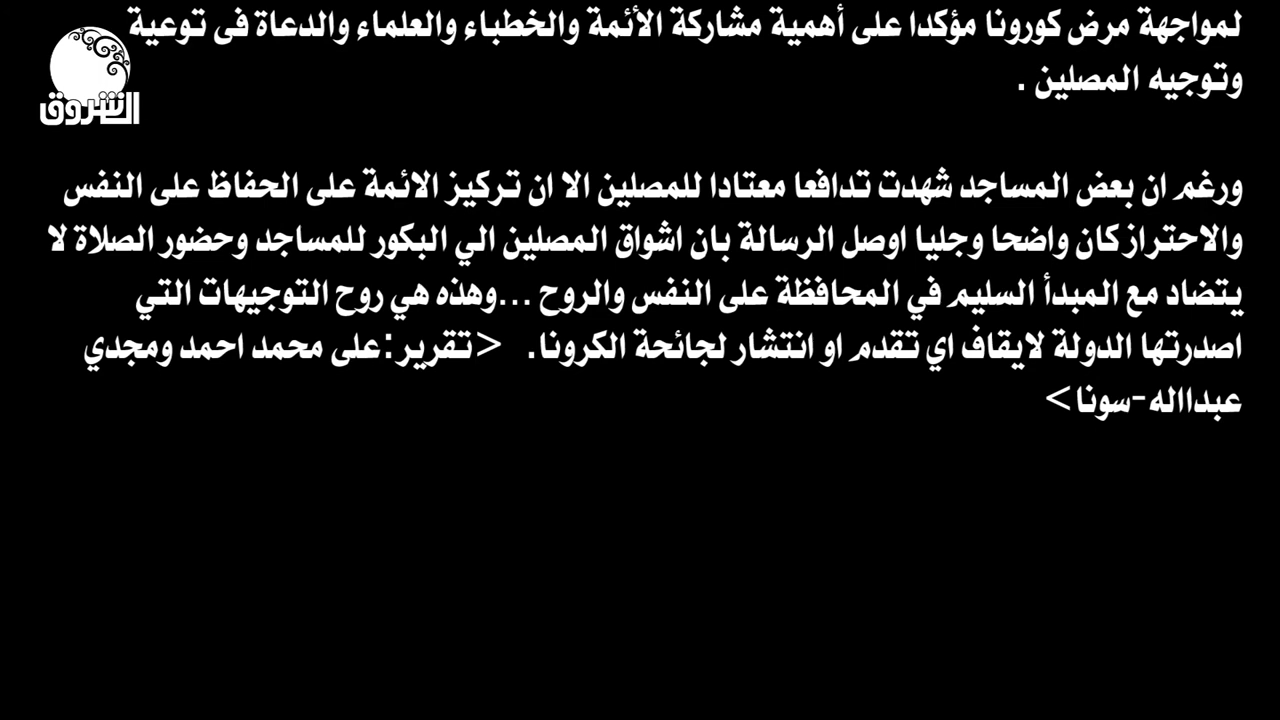 لمواجهة مرض كورونا مؤكدا على أهمية مشاركة الأئمة والخطباء والعلماء والدعاة فى توعية
وتوجيه المصلين .
الشروق
ورغم ان بعض المساجد شهدت تدافعا معتادا للمصلين الا ان تركيز الائمة على الحفاظ على النفس
والاحتراز كان واضحا وجليا اوصل الرسالة بان اشواق المصلين الي البكور للمساجد وحضور الصلاة لا
يتضاد مع المبدأ السليم في المحافظة على النفس والروح ...وهذه هي روح التوجيهات التي
اصدرتها الدولة لايقاف اي تقدم او انتشار لجائحة الكرونا. <تقرير:على محمد احمد ومجدي
عبدااله-سونا>